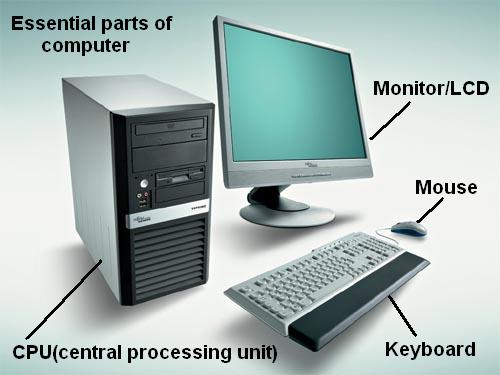 Essential parts of
computer
Monitor/LCD
Mouse
CPU(central processing unit)
Keyboard